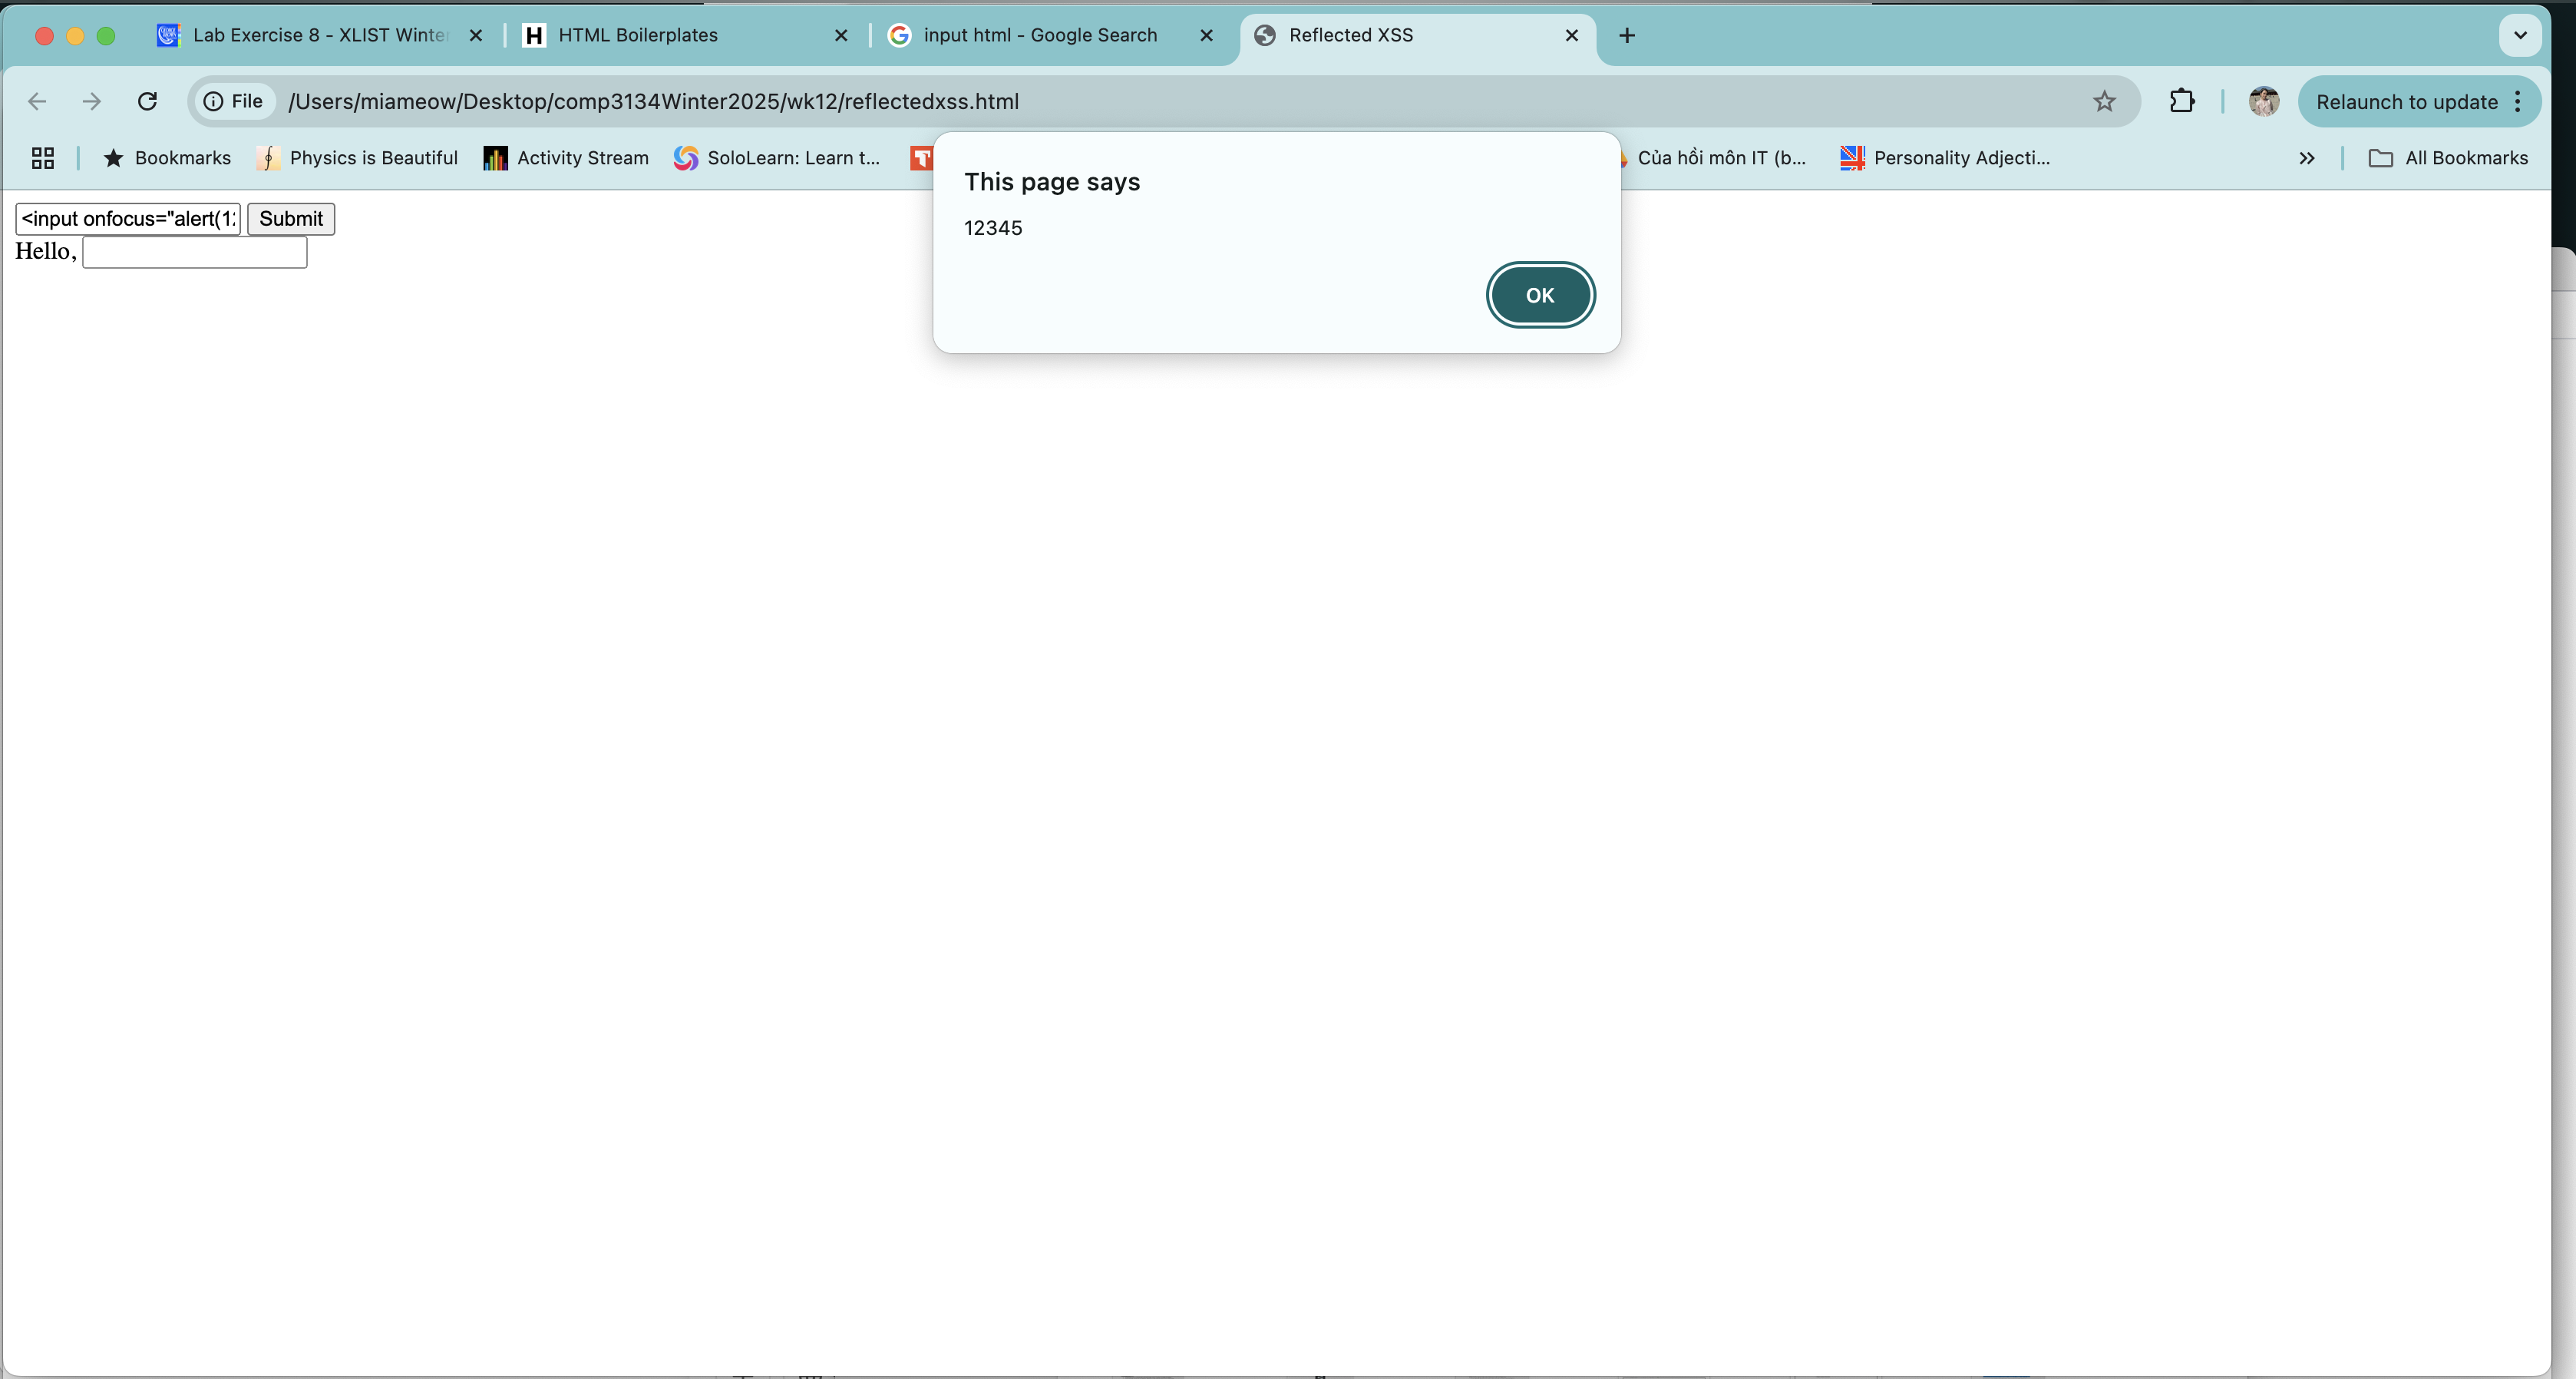 Lab Exercise 8 - XLIST Winte
HTML Boilerplates
input html - Google Search
Reflected XSS
File
/Users/miameow/Desktop/comp3134Winter2025/wk12/reflectedxss.html
Relaunch to update
Bookmarks
Physics is Beautiful
Activity Stream
SoloLearn: Learn t...
Của hồi môn IT (b...
Personality Adjecti...
All Bookmarks
This page says
12345
OK
<input onfocus="alert(12
Submit
Hello,